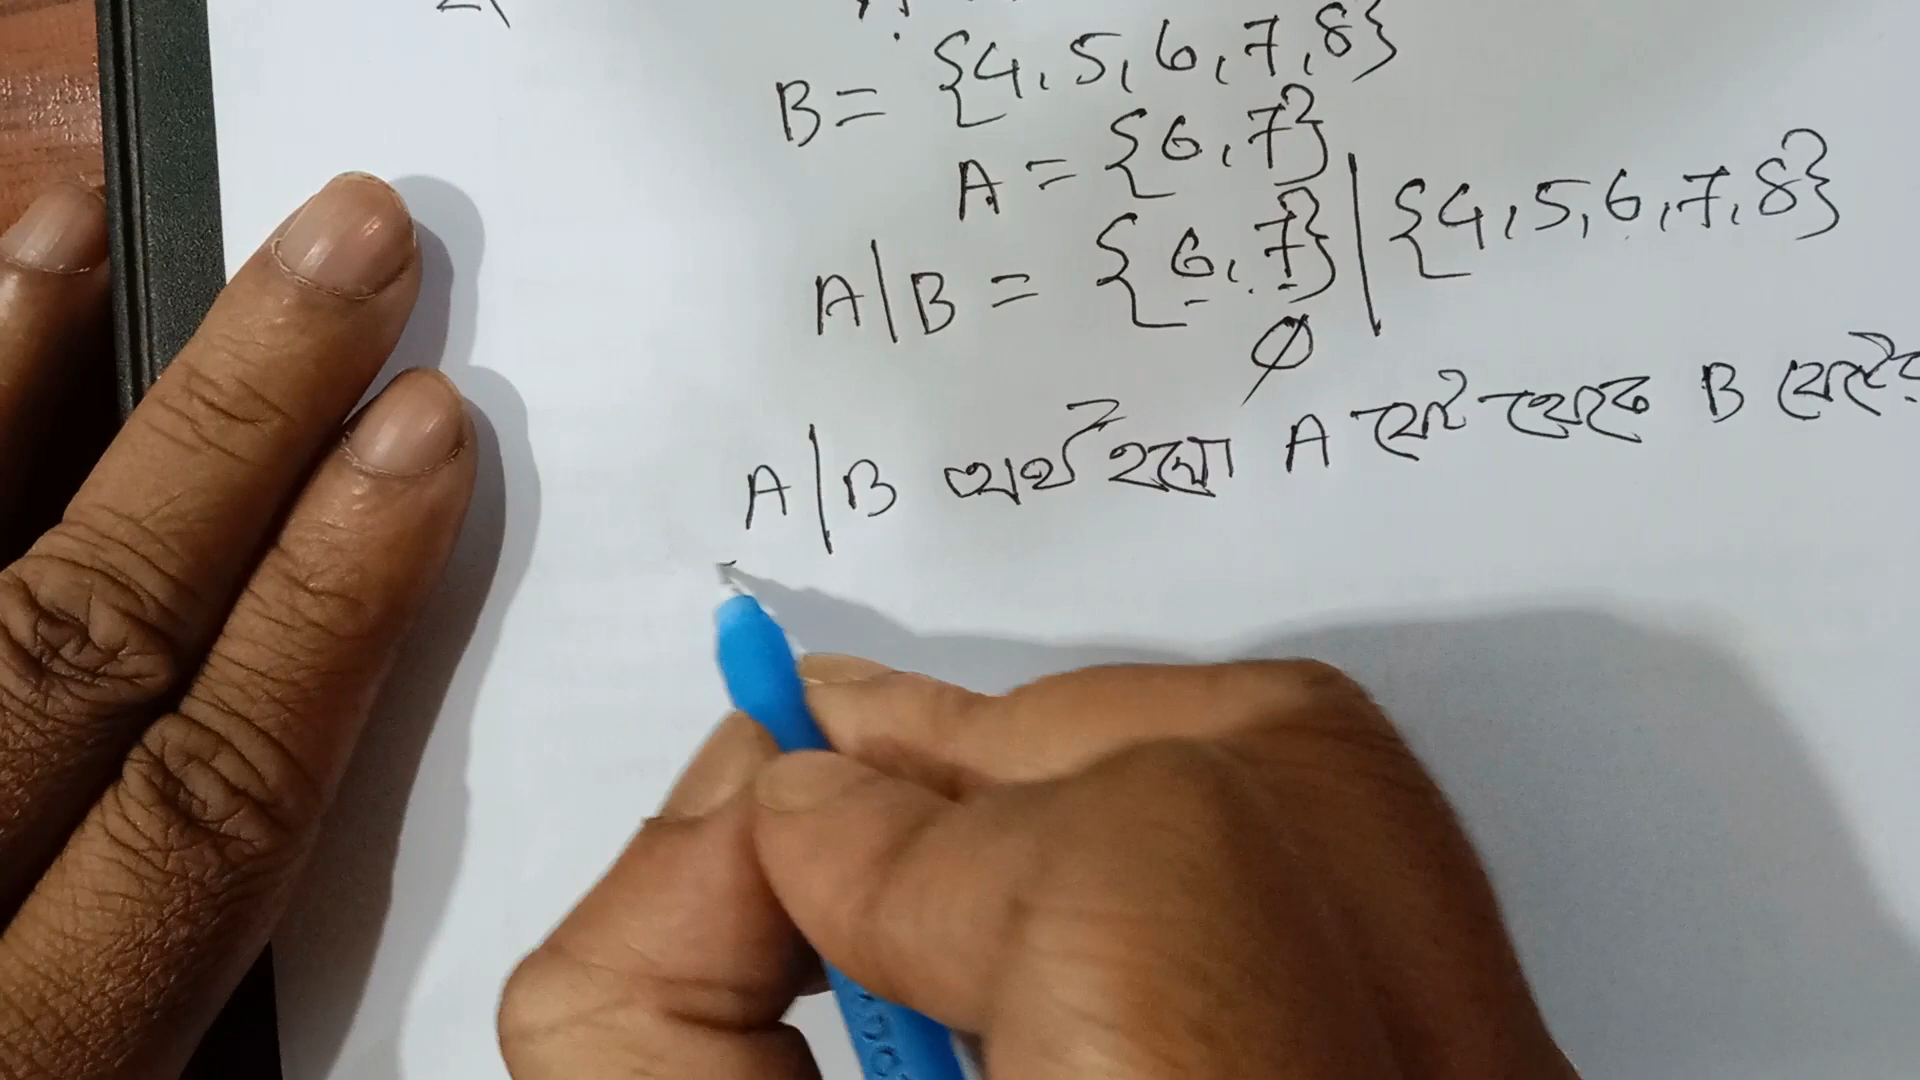 B = {4, 5, 6, 7, 8}
A = {6, 7}
A|B = {6, 7} | {4, 5, 6, 7, 8}
∅
A|B অর্থ হলো A সেট থেকে B সেটের